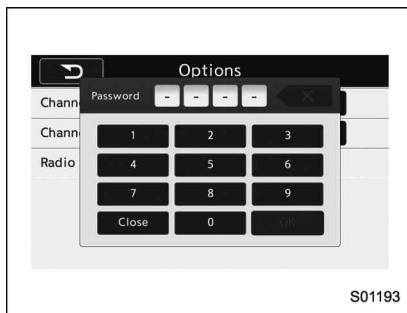 Options
Password - - - -
Chann
Chann
Radio
1 2 3
4 5 6
7 8 9
Close 0 OK
S01193